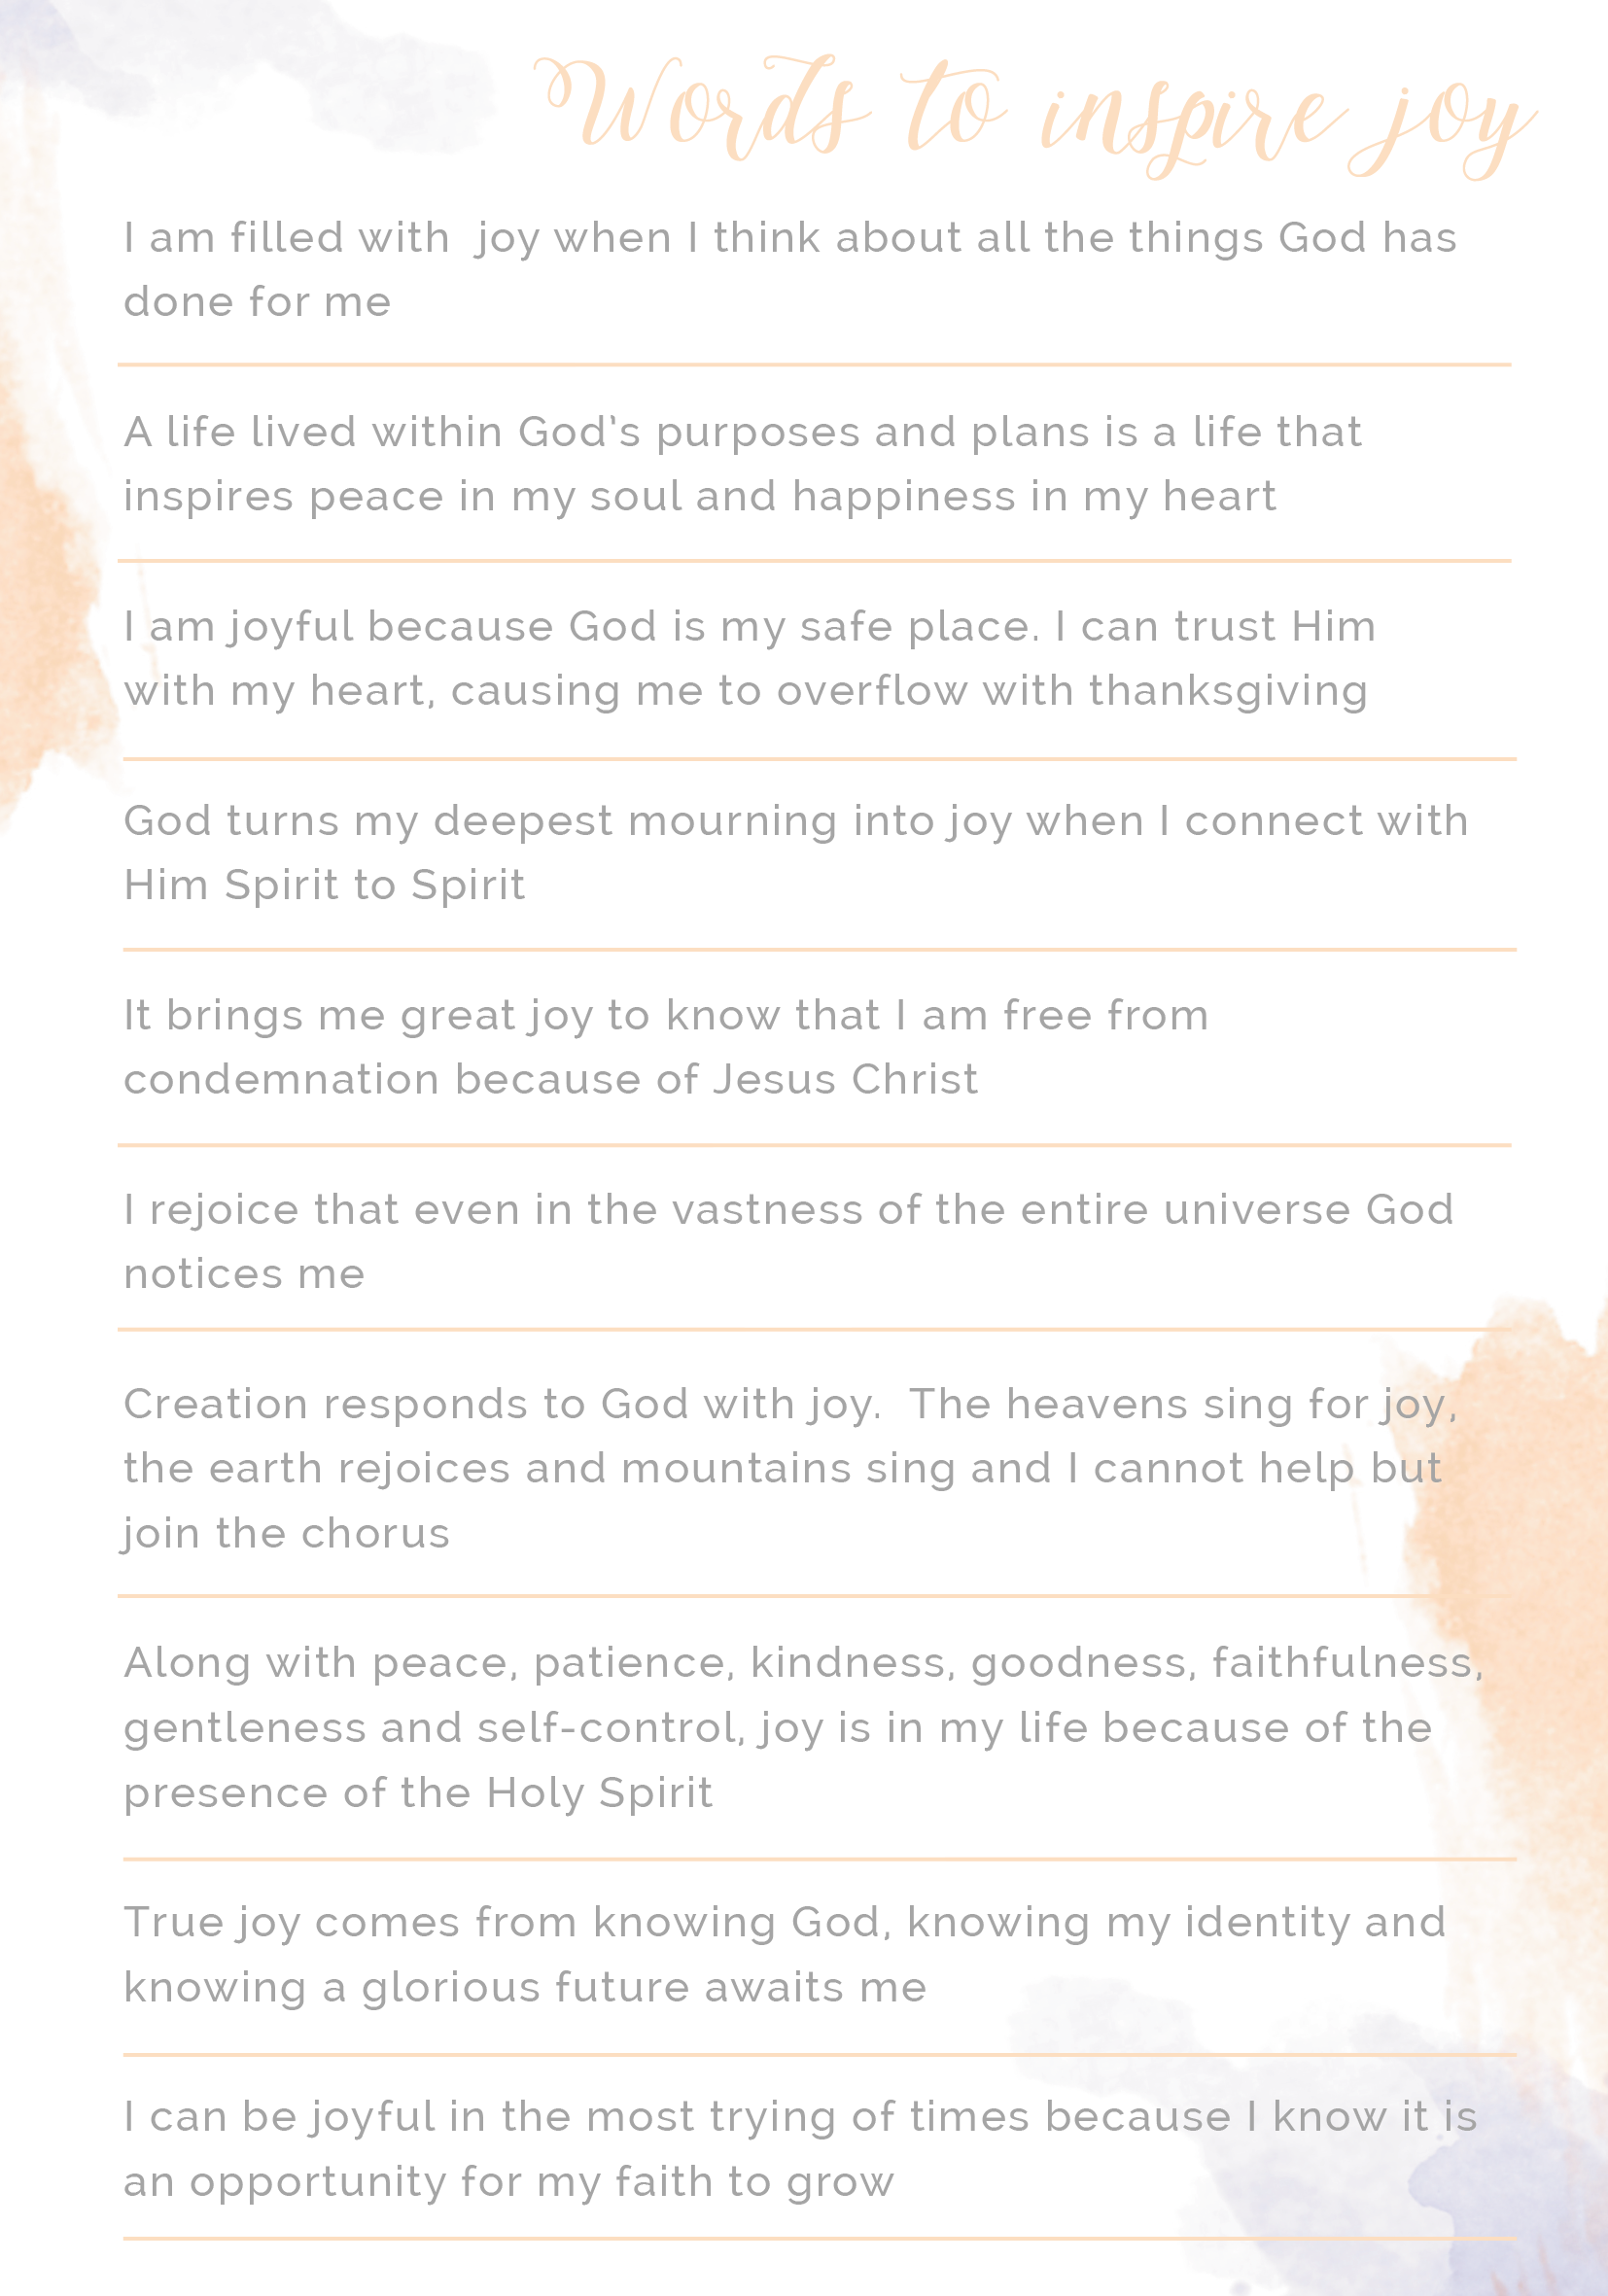 Words to inspire joy
I am filled with  joy when I think about all the things God has
done for me
A life lived within God's purposes and plans is a life that
inspires peace in my soul and happiness in my heart
I am joyful because God is my safe place. I can trust Him
with my heart, causing me to overflow with thanksgiving
God turns my deepest mourning into joy when I connect with
Him Spirit to Spirit
It brings me great joy to know that I am free from
condemnation because of Jesus Christ
I rejoice that even in the vastness of the entire universe God
notices me
Creation responds to God with joy.  The heavens sing for joy,
the earth rejoices and mountains sing and I cannot help but
join the chorus
Along with peace, patience, kindness, goodness, faithfulness,
gentleness and self-control, joy is in my life because of the
presence of the Holy Spirit
True joy comes from knowing God, knowing my identity and
knowing a glorious future awaits me
I can be joyful in the most trying of times because I know it is
an opportunity for my faith to grow